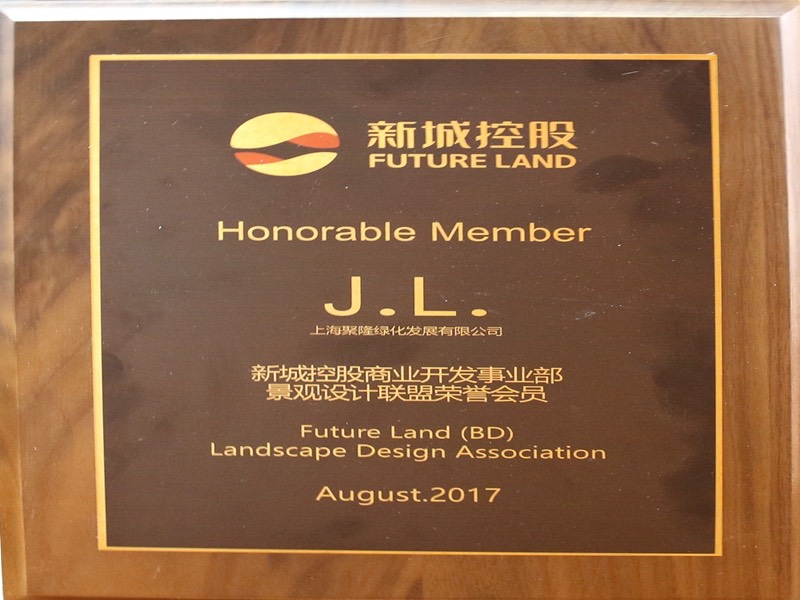 新城控股
FUTURE LAND
Honorable Member
J.L.
上海聚隆绿化发展有限公司
新城控股商业开发事业部
景观设计联盟荣誉会员
Future Land (BD)
Landscape Design Association
August.2017